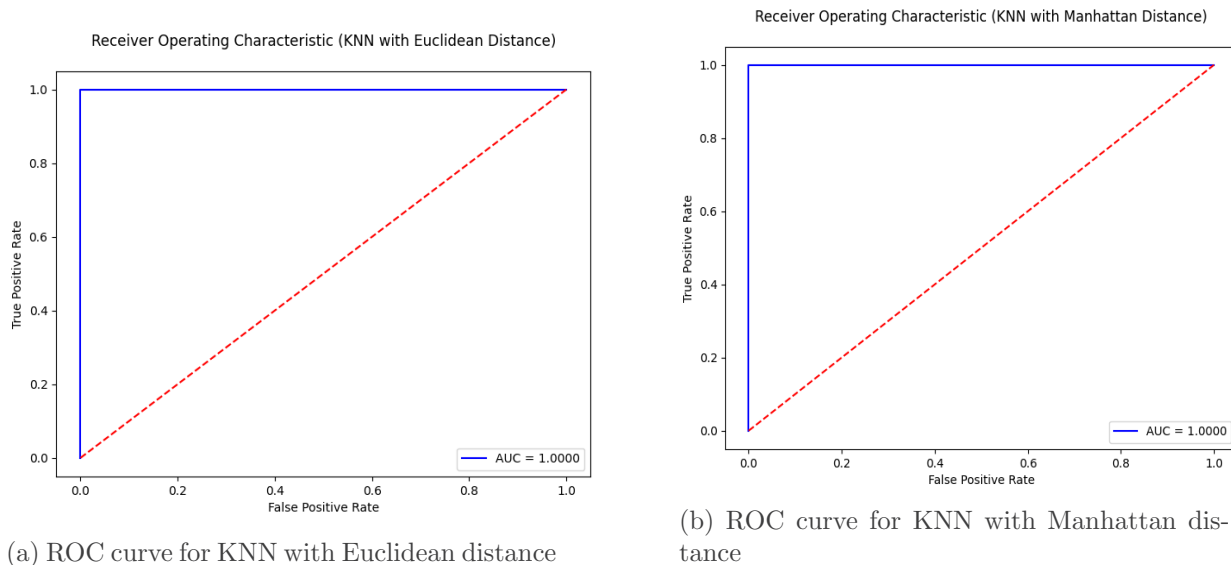 Receiver Operating Characteristic (KNN with Euclidean Distance)
True Positive Rate
1.0
0.8
0.6
0.4
0.2
0.0
0.0 0.2 0.4 0.6 0.8 1.0
False Positive Rate
AUC = 1.0000
(a) ROC curve for KNN with Euclidean distance
Receiver Operating Characteristic (KNN with Manhattan Distance)
True Positive Rate
1.0
0.8
0.6
0.4
0.2
0.0
0.0 0.2 0.4 0.6 0.8 1.0
False Positive Rate
AUC = 1.0000
(b) ROC curve for KNN with Manhattan dis-
tance